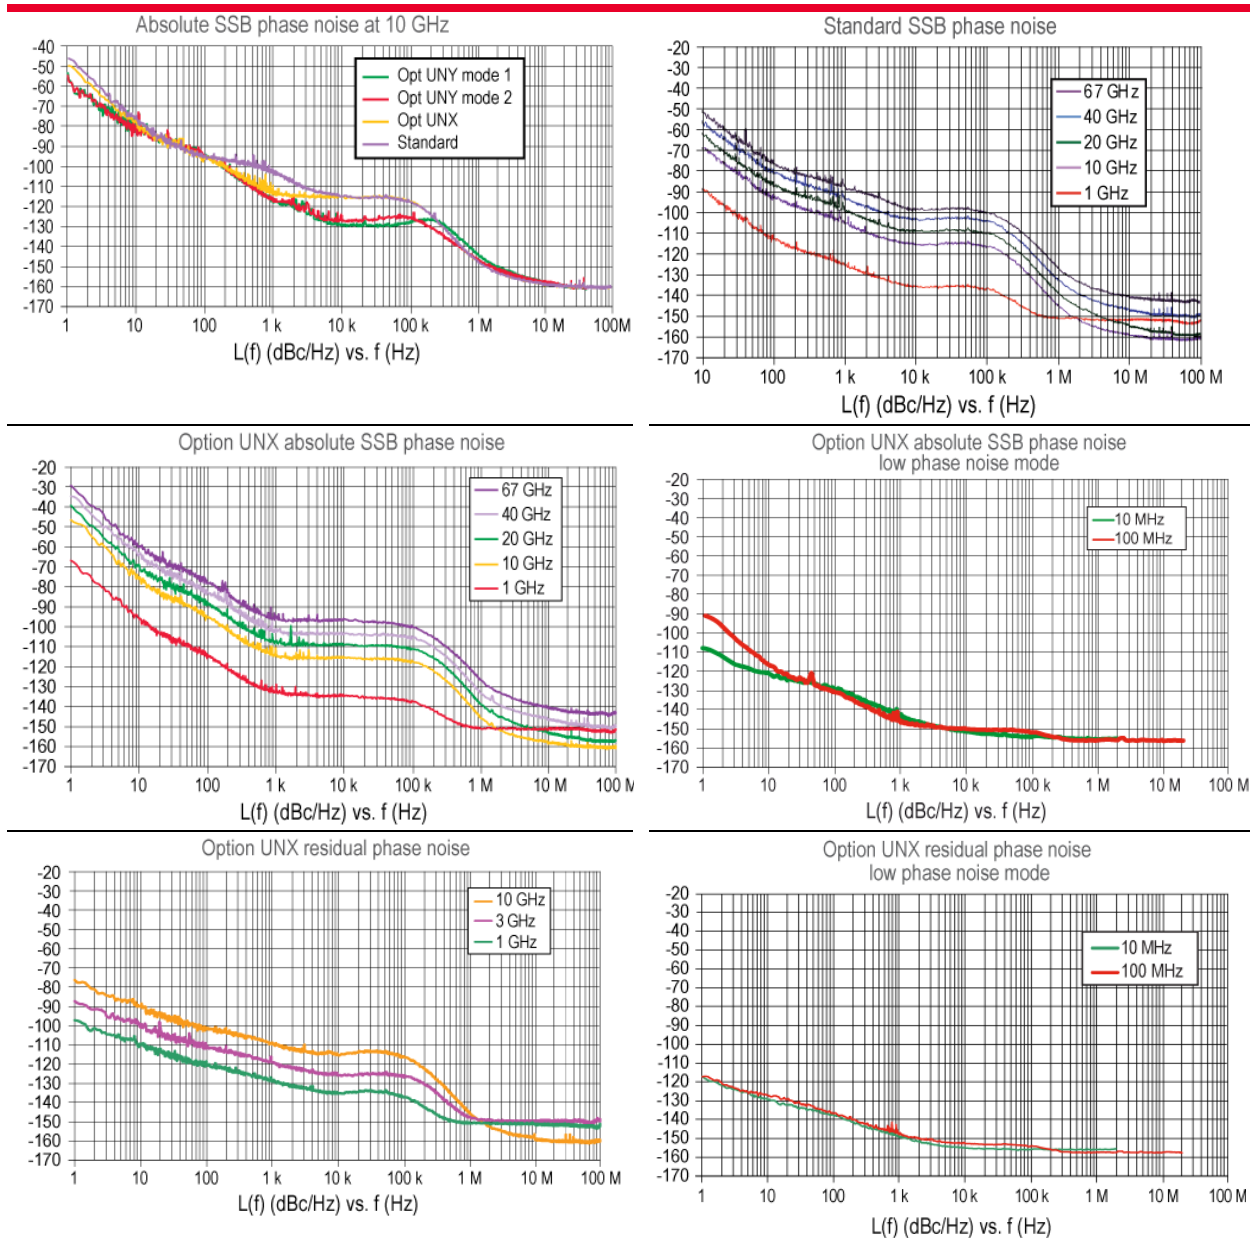 Absolute SSB phase noise at 10 GHz
-40
-50
-60
-70
-80
-90
-100
-110
-120
-130
-140
-150
-160
-170
Opt UNY mode 1
Opt UNY mode 2
Opt UNX
Standard
1 10 100 1 k 10 k 100 k 1 M 10 M 100M
L(f) (dBc/Hz) vs. f (Hz)
Standard SSB phase noise
-20
-30
-40
-50
-60
-70
-80
-90
-100
-110
-120
-130
-140
-150
-160
-170
67 GHz
40 GHz
20 GHz
10 GHz
1 GHz
10 100 1 k 10 k 100 k 1 M 10 M 100 M
L(f) (dBc/Hz) vs. f (Hz)
Option UNX absolute SSB phase noise
-20
-30
-40
-50
-60
-70
-80
-90
-100
-110
-120
-130
-140
-150
-160
-170
67 GHz
40 GHz
20 GHz
10 GHz
1 GHz
1 10 100 1 k 10 k 100 k 1 M 10 M 100 M
L(f) (dBc/Hz) vs. f (Hz)
Option UNX absolute SSB phase noise
low phase noise mode
-20
-30
-40
-50
-60
-70
-80
-90
-100
-110
-120
-130
-140
-150
-160
-170
10 MHz
100 MHz
1 10 100 1 k 10 k 100 k 1 M 10 M 100 M
L(f) (dBc/Hz) vs. f (Hz)
Option UNX residual phase noise
-20
-30
-40
-50
-60
-70
-80
-90
-100
-110
-120
-130
-140
-150
-160
-170
10 GHz
3 GHz
1 GHz
1 10 100 1 k 10 k 100 k 1 M 10 M 100 M
L(f) (dBc/Hz) vs. f (Hz)
Option UNX residual phase noise
low phase noise mode
-20
-30
-40
-50
-60
-70
-80
-90
-100
-110
-120
-130
-140
-150
-160
-170
10 MHz
100 MHz
1 10 100 1 k 10 k 100 k 1 M 10 M 100 M
L(f) (dBc/Hz) vs. f (Hz)